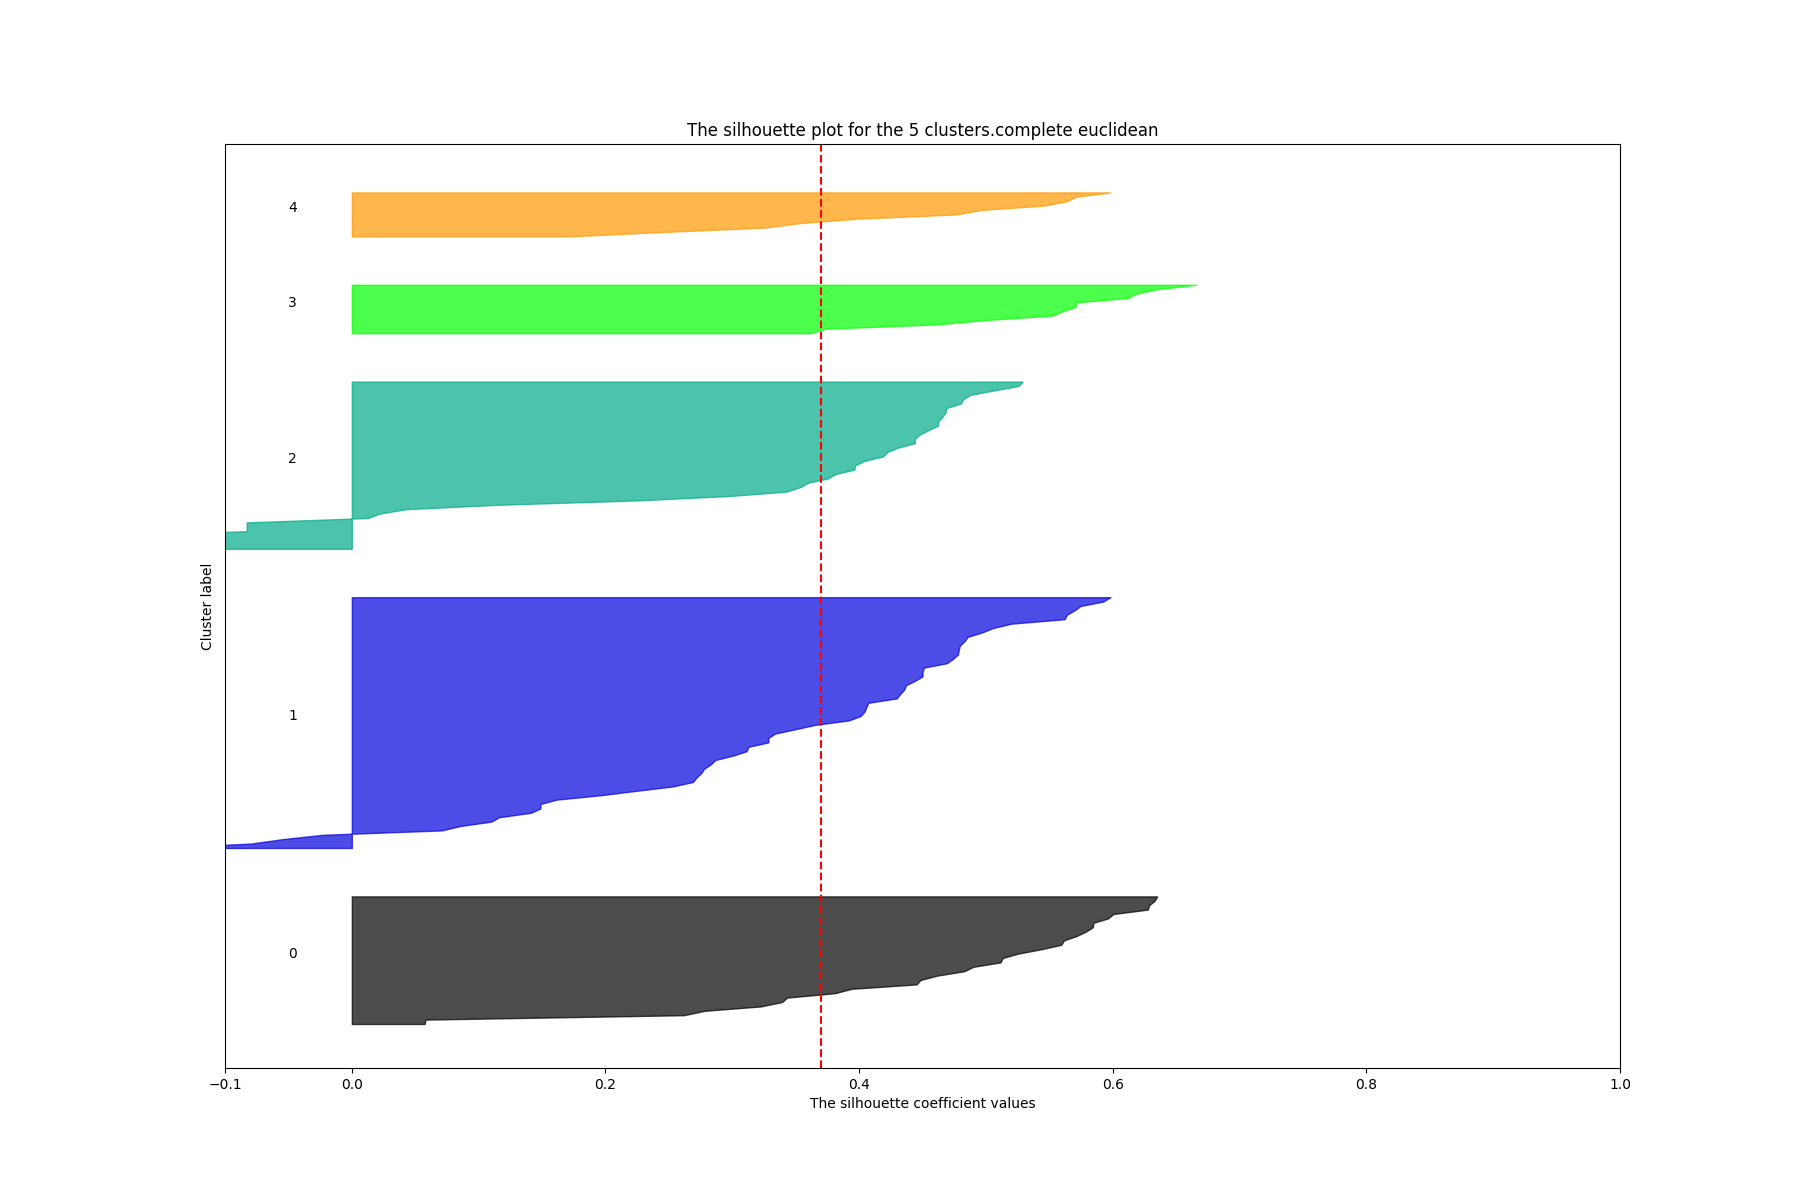 The silhouette plot for the 5 clusters.complete euclidean
4
3
2
Cluster label
1
0
−0.1 0.0 0.2 0.4 0.6 0.8 1.0
The silhouette coefficient values